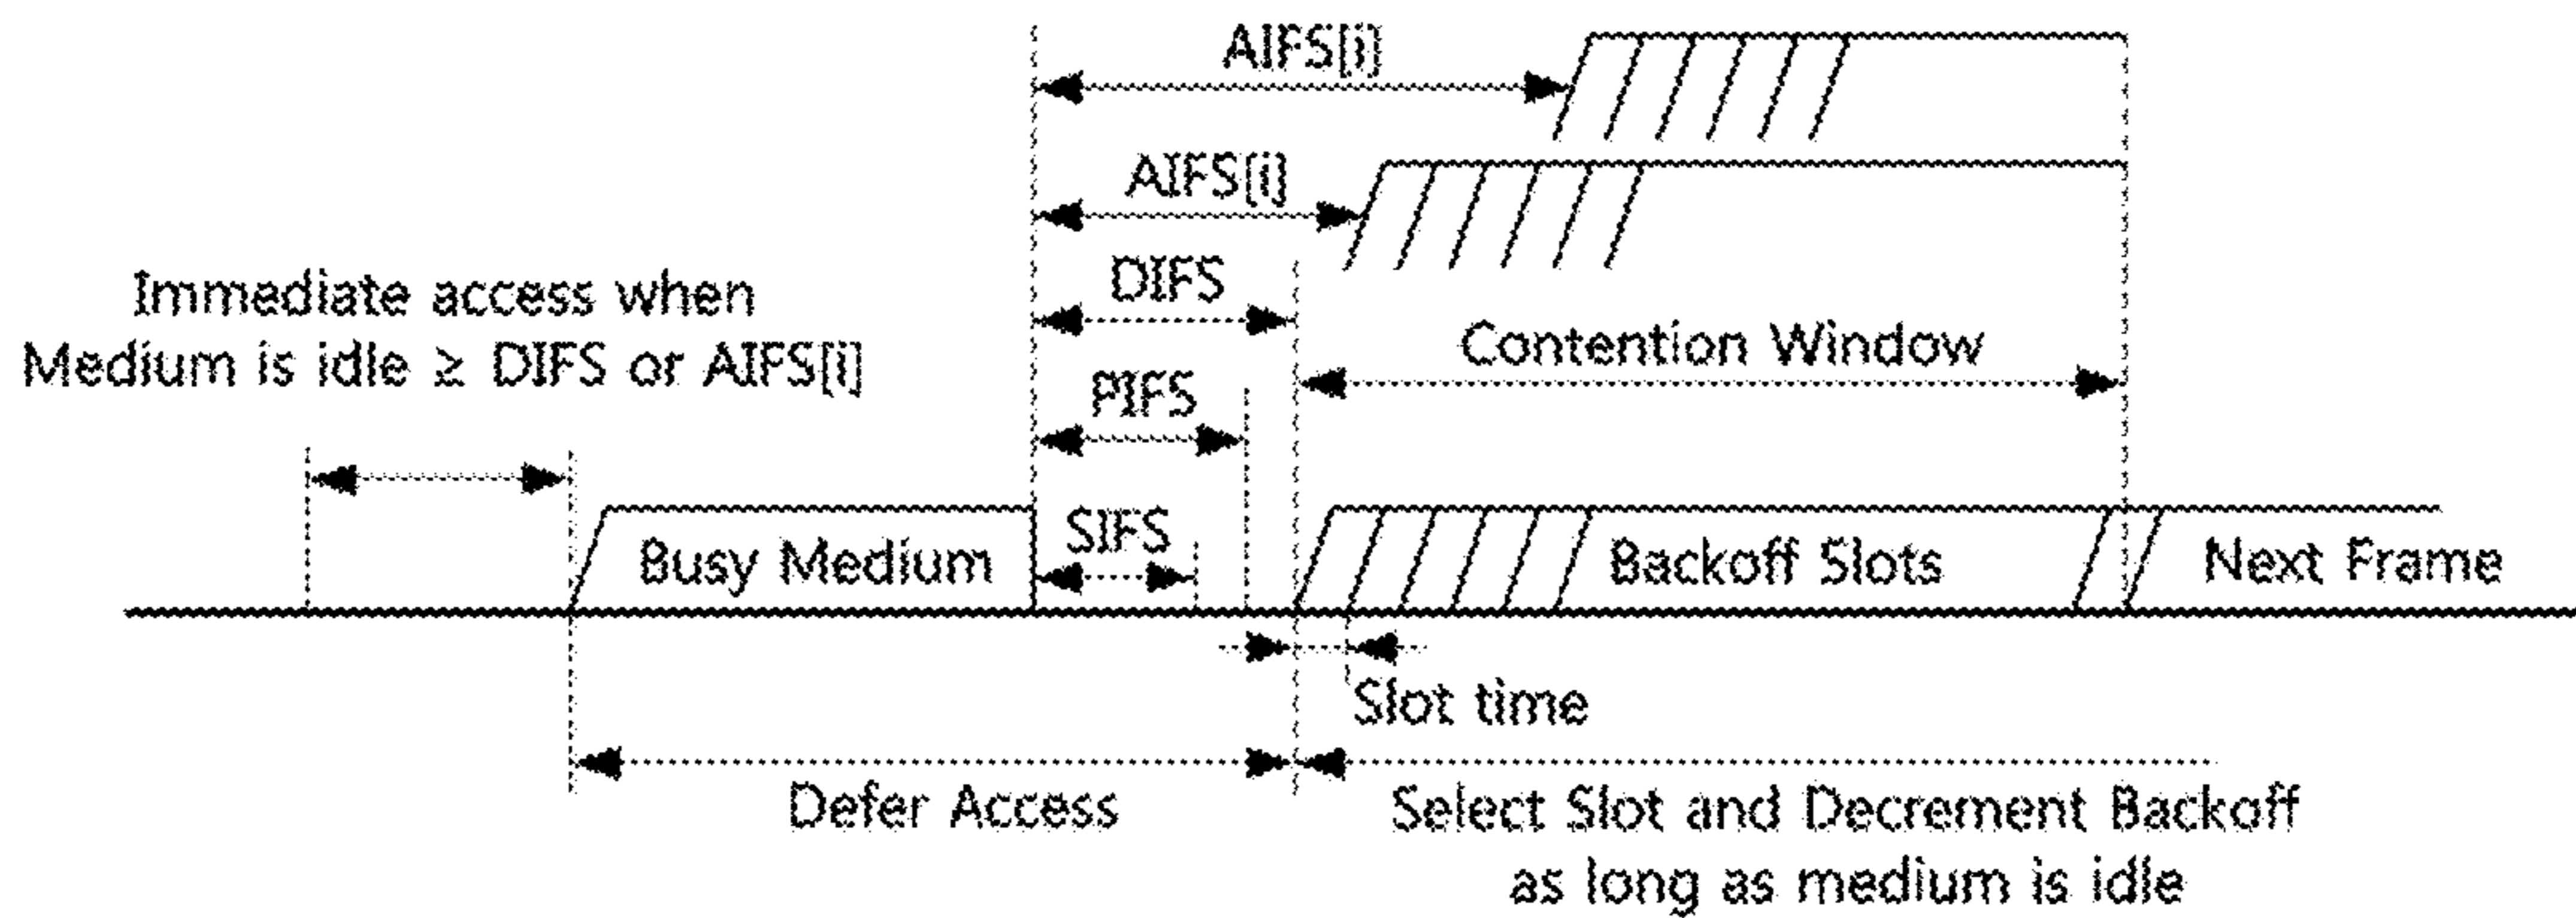 AIFS[i]
AIFS[i]
DIFS
Immediate access when
Medium is idle ≥ DIFS or AIFS[i]
Contention Window
PIFS
SIFS
Busy Medium
Backoff Slots
Next Frame
Slot time
Defer Access
Select Slot and Decrement Backoff
as long as medium is idle